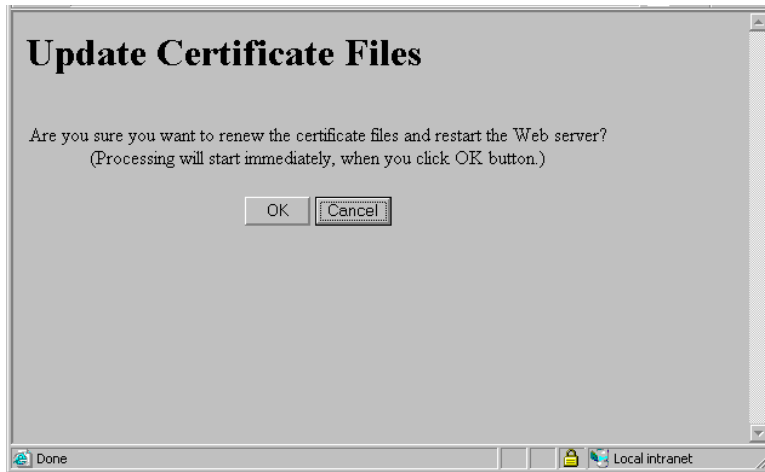 Update Certificate Files
Are you sure you want to renew the certificate files and restart the Web server?
(Processing will start immediately, when you click OK button.)
OK Cancel
Done Local intranet